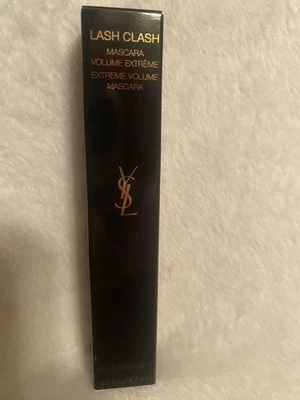 LASH CLASH
MASCARA
VOLUME EXTRÊME
EXTREME VOLUME
MASCARA
YSL